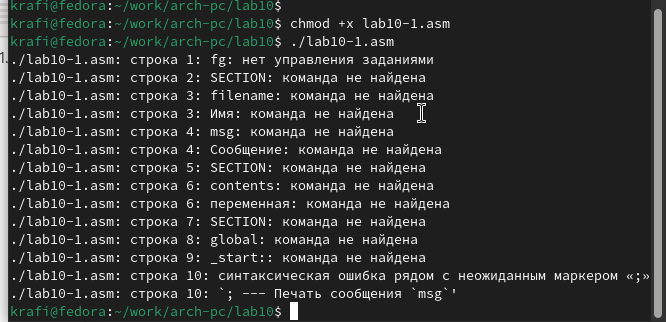 krafi@fedora:~/work/arch-pc/lab10$
krafi@fedora:~/work/arch-pc/lab10$ chmod +x lab10-1.asm
krafi@fedora:~/work/arch-pc/lab10$ ./lab10-1.asm
./lab10-1.asm: строка 1: fg: нет управления заданиями
./lab10-1.asm: строка 2: SECTION: команда не найдена
./lab10-1.asm: строка 3: filename: команда не найдена
./lab10-1.asm: строка 3: Имя: команда не найдена
./lab10-1.asm: строка 4: msg: команда не найдена
./lab10-1.asm: строка 4: Сообщение: команда не найдена
./lab10-1.asm: строка 5: SECTION: команда не найдена
./lab10-1.asm: строка 6: contents: команда не найдена
./lab10-1.asm: строка 6: переменная: команда не найдена
./lab10-1.asm: строка 7: SECTION: команда не найдена
./lab10-1.asm: строка 8: global: команда не найдена
./lab10-1.asm: строка 9: _start:: команда не найдена
./lab10-1.asm: строка 10: синтаксическая ошибка рядом с неожиданным маркером «;»
./lab10-1.asm: строка 10: `; --- Печать сообщения `msg`'
krafi@fedora:~/work/arch-pc/lab10$